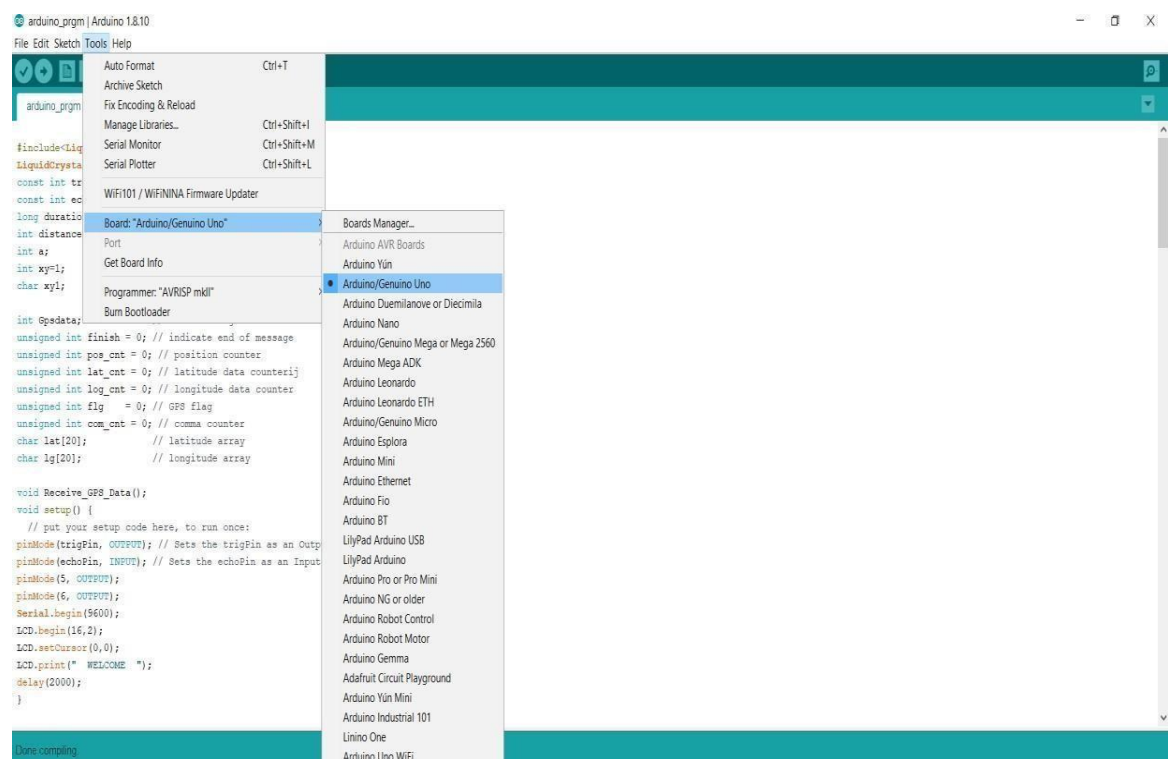 arduino_prgm | Arduino 1.8.10
File Edit Sketch Tools Help
arduino_prgm
Auto Format Ctrl+T
Archive Sketch
Fix Encoding & Reload
Manage Libraries... Ctrl+Shift+I
Serial Monitor Ctrl+Shift+M
Serial Plotter Ctrl+Shift+L
WiFi101 / WiFiNINA Firmware Updater
Board: "Arduino/Genuino Uno"
Port
Get Board Info
Programmer: "AVRISP mkII"
Burn Bootloader
Boards Manager...
Arduino AVR Boards
Arduino Yún
Arduino/Genuino Uno
Arduino Duemilanove or Diecimila
Arduino Nano
Arduino/Genuino Mega or Mega 2560
Arduino Mega ADK
Arduino Leonardo
Arduino Leonardo ETH
Arduino/Genuino Micro
Arduino Esplora
Arduino Mini
Arduino Ethernet
Arduino Fio
Arduino BT
LilyPad Arduino USB
LilyPad Arduino
Arduino Pro or Pro Mini
Arduino NG or older
Arduino Robot Control
Arduino Robot Motor
Arduino Gemma
Adafruit Circuit Playground
Arduino Yún Mini
Arduino Industrial 101
Linino One
Arduino Uno WiFi
#include<Liq
LiquidCrysta
const int tr
const int ec
long duratio
int distance
int a;
int xy=1;
char xy1;
int Gpsdata;
unsigned int finish = 0; // indicate end of message
unsigned int pos_cnt = 0; // position counter
unsigned int lat_cnt = 0; // latitude data counterij
unsigned int log_cnt = 0; // longitude data counter
unsigned int flg = 0; // GPS flag
unsigned int com_cnt = 0; // comma counter
char lat[20]; // latitude array
char lg[20]; // longitude array
void Receive_GPS_Data();
void setup() {
// put your setup code here, to run once:
pinMode(trigPin, OUTPUT); // Sets the trigPin as an Outp
pinMode(echoPin, INPUT); // Sets the echoPin as an Input
pinMode(5, OUTPUT);
pinMode(6, OUTPUT);
Serial.begin(9600);
LCD.begin(16,2);
LCD.setCursor(0,0);
LCD.print(" WELCOME ");
delay(2000);
}
Done compiling.